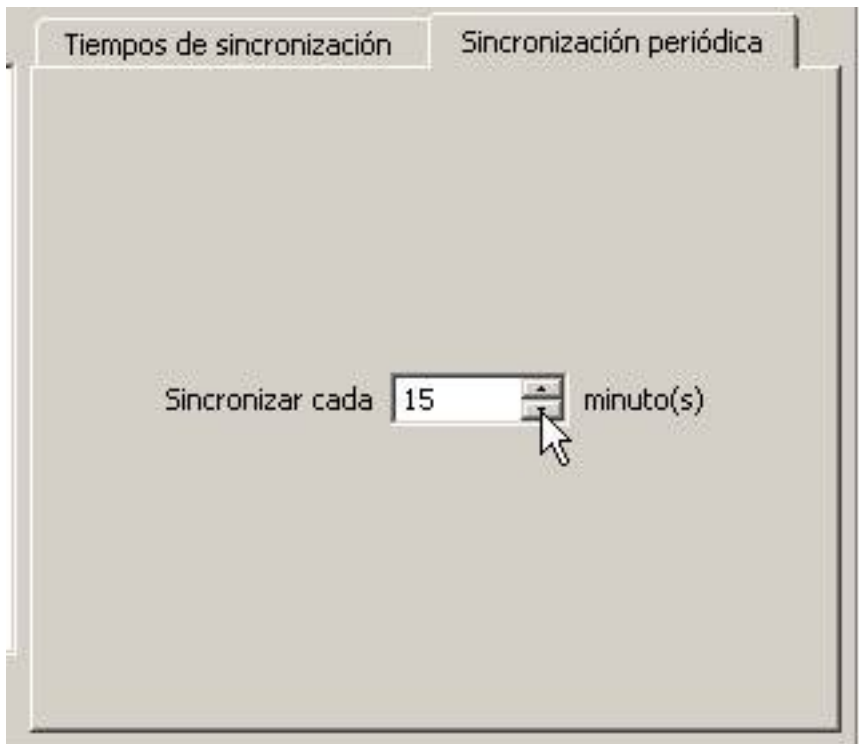 Tiempos de sincronización
Sincronización periódica
Sincronizar cada 15 minuto(s)